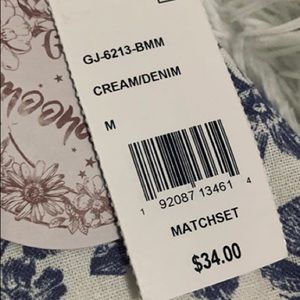 GJ-6213-BMM
CREAM/DENIM
M
1 92087 13461 4
MATCHSET
$34.00